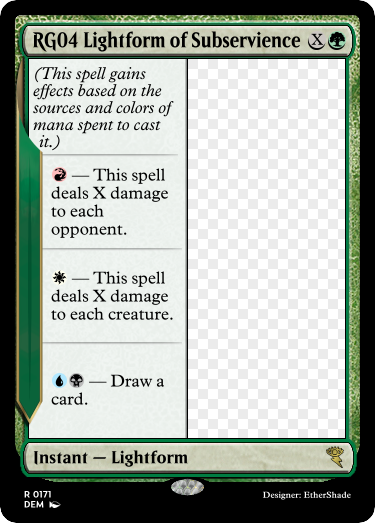 RG04 Lightform of Subservience X
(This spell gains
effects based on the
sources and colors of
mana spent to cast
it.)
— This spell
deals X damage
to each
opponent.
— This spell
deals X damage
to each creature.
— Draw a
card.
Instant — Lightform
R 0171
DEM
Designer: EtherShade